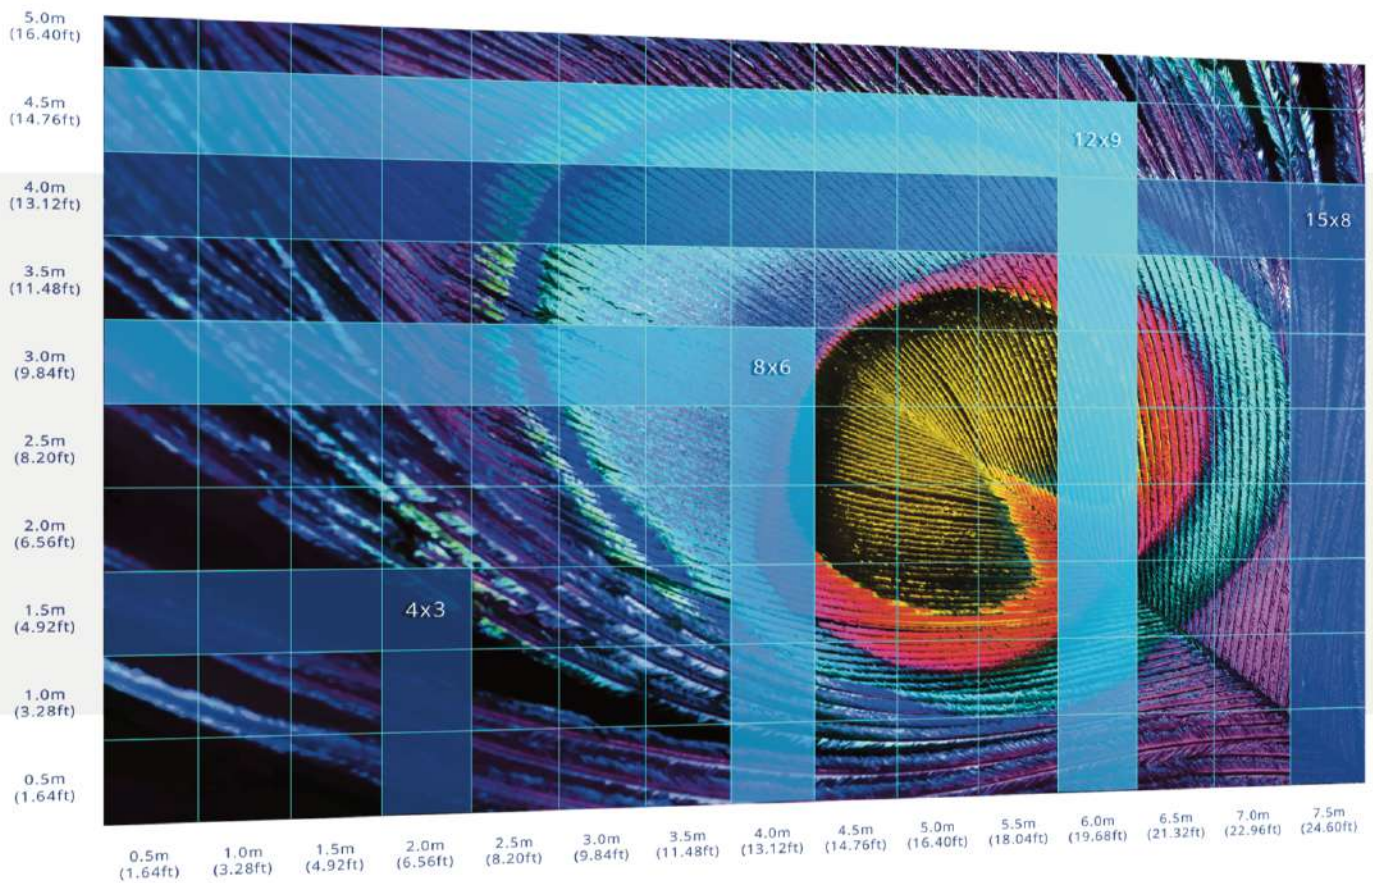 5.0m
(16.40ft)
4.5m
(14.76ft)
12x9
4.0m
(13.12ft)
15x8
3.5m
(11.48ft)
3.0m
(9.84ft)
8x6
2.5m
(8.20ft)
2.0m
(6.56ft)
1.5m
(4.92ft)
4x3
1.0m
(3.28ft)
0.5m
(1.64ft)
0.5m
(1.64ft)
1.0m
(3.28ft)
1.5m
(4.92ft)
2.0m
(6.56ft)
2.5m
(8.20ft)
3.0m
(9.84ft)
3.5m
(11.48ft)
4.0m
(13.12ft)
4.5m
(14.76ft)
5.0m
(16.40ft)
5.5m
(18.04ft)
6.0m
(19.68ft)
6.5m
(21.32ft)
7.0m
(22.96ft)
7.5m
(24.60ft)